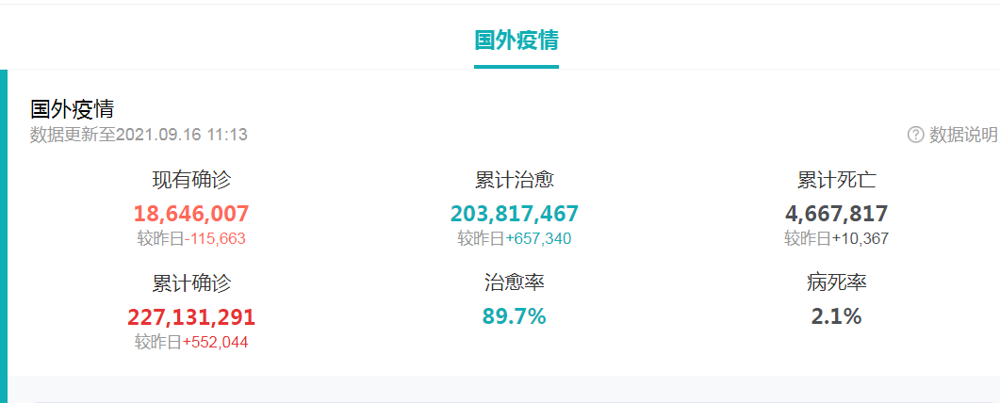 国外疫情
国外疫情
数据更新至2021.09.16 11:13
数据说明
现有确诊 累计治愈 累计死亡
18,646,007 203,817,467 4,667,817
较昨日-115,663 较昨日+657,340 较昨日+10,367
累计确诊 治愈率 病死率
227,131,291 89.7% 2.1%
较昨日+552,044